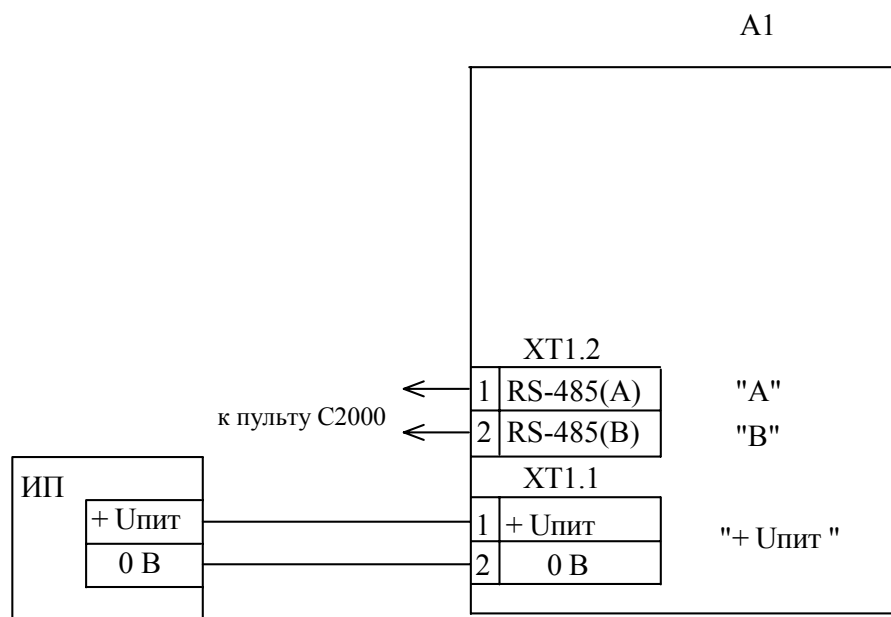 A1
XT1.2
1 RS-485(A) "A"
к пульту С2000
2 RS-485(B) "B"
XT1.1
ИП
+ Uпит
1 + Uпит
"+ Uпит "
0 В
2 0 В